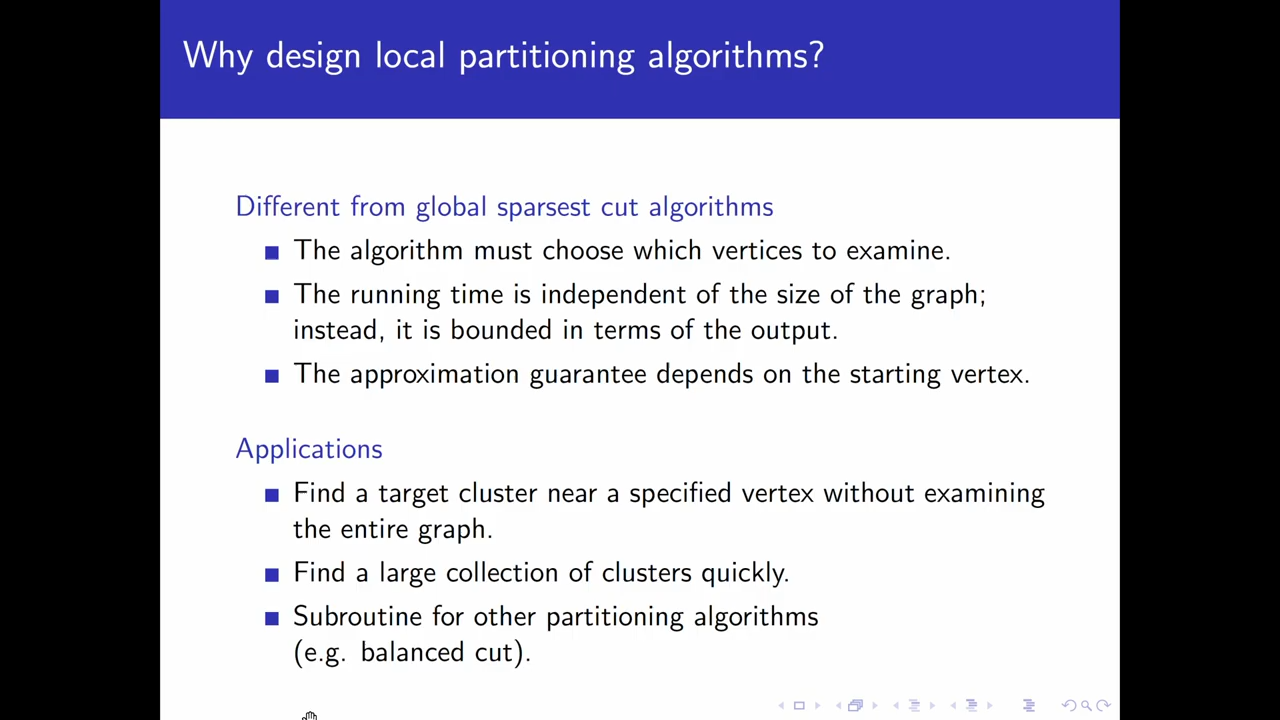 Why design local partitioning algorithms?
Different from global sparsest cut algorithms
The algorithm must choose which vertices to examine.
The running time is independent of the size of the graph;
instead, it is bounded in terms of the output.
The approximation guarantee depends on the starting vertex.
Applications
Find a target cluster near a specified vertex without examining
the entire graph.
Find a large collection of clusters quickly.
Subroutine for other partitioning algorithms
(e.g. balanced cut).